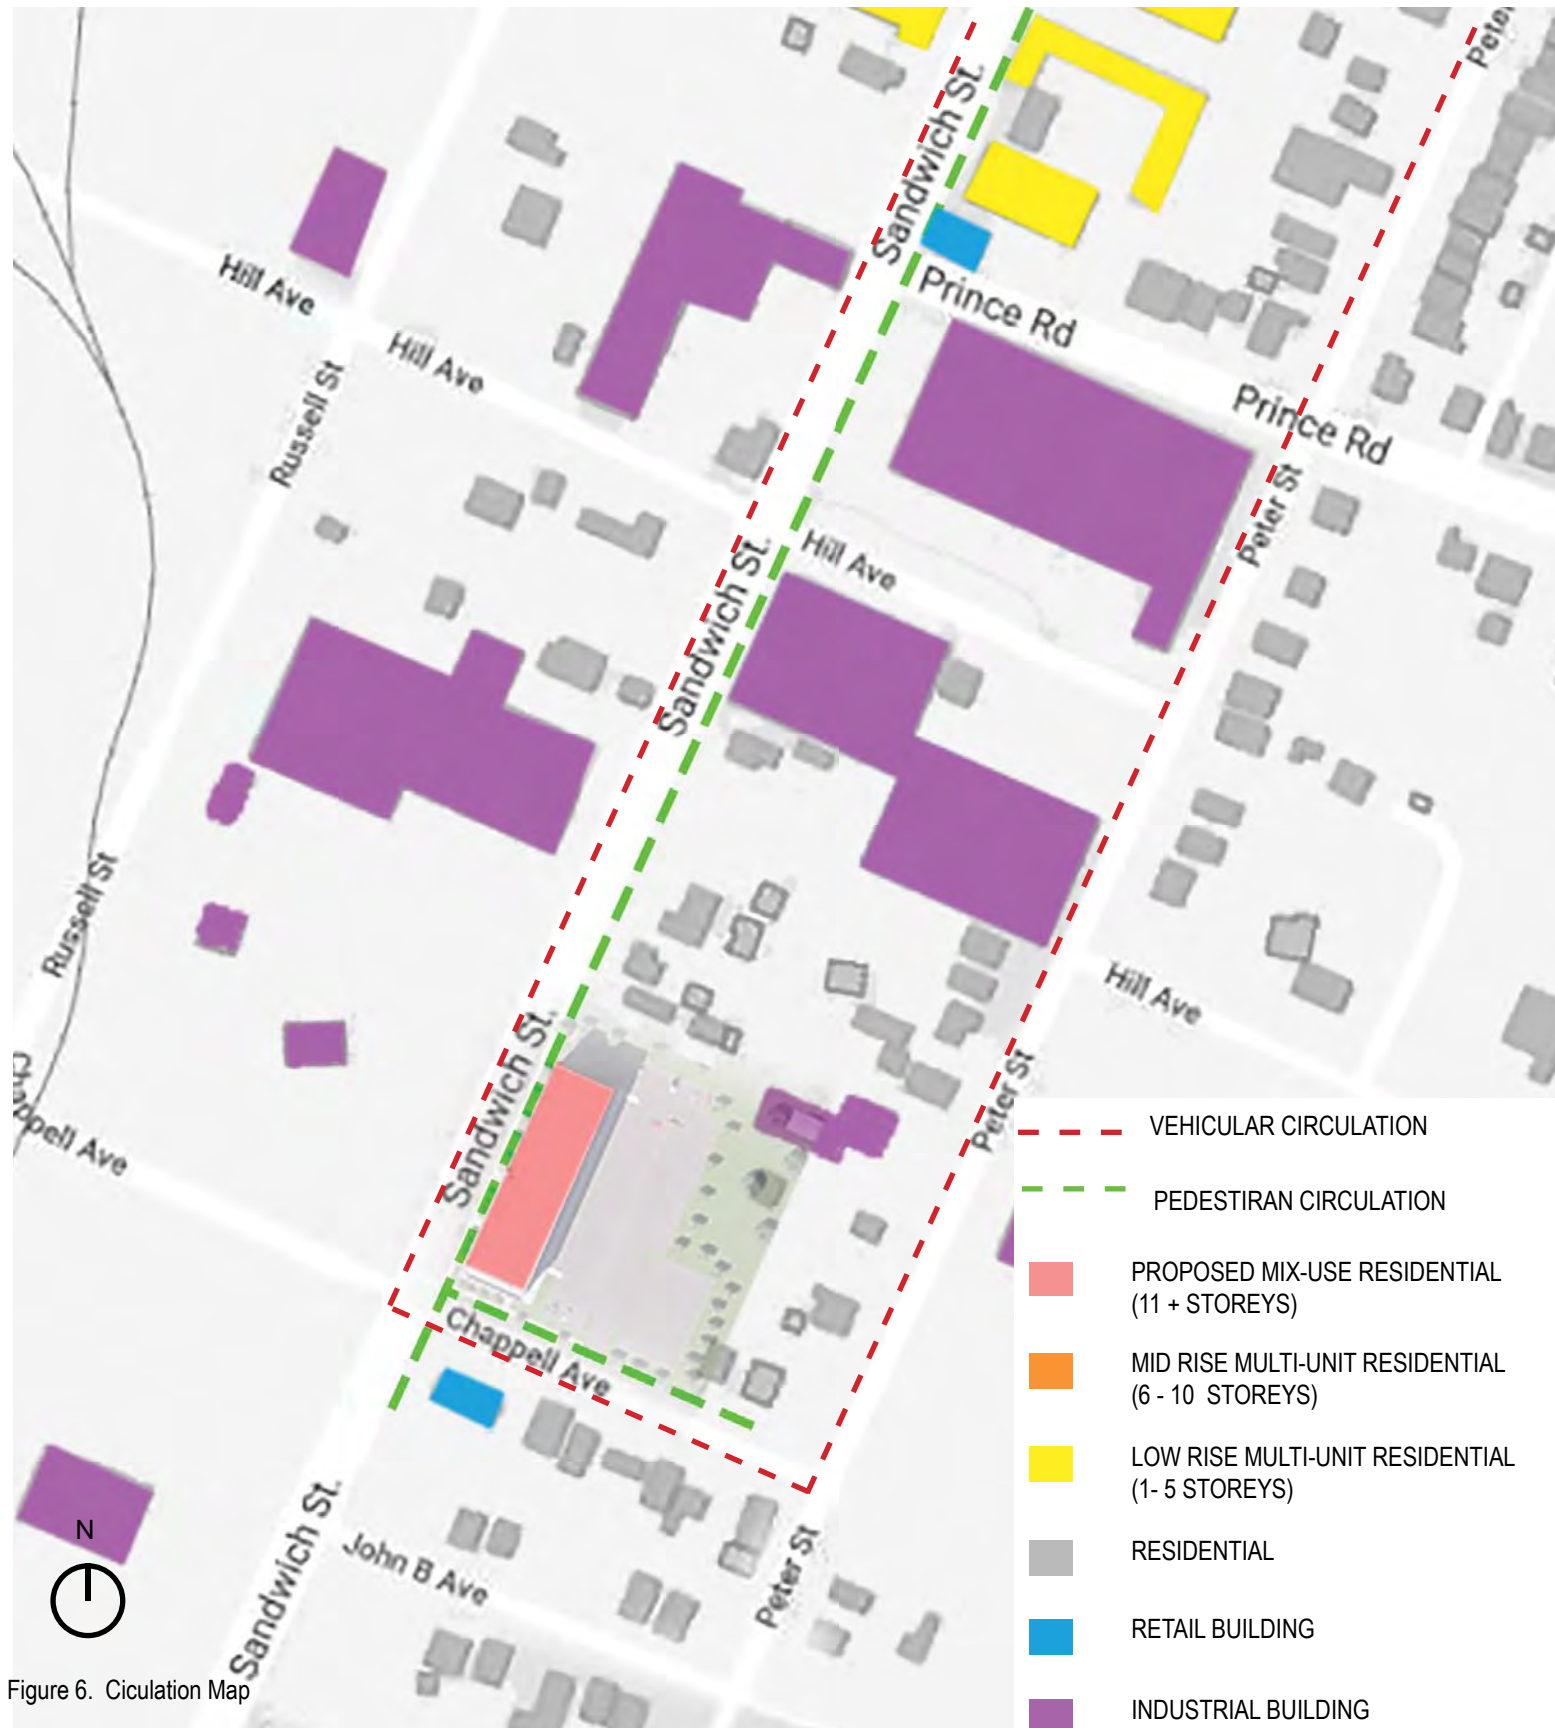 Peter
Sandwich St.
Hill Ave
Prince Rd
Hill Ave
Russell St
Prince Rd
Peter St
Hill Ave
Sandwich St.
Russell St
Hill Ave
Sandwich St.
Peter St
Chappell Ave
Chappell Ave
Sandwich St.
John B Ave
Peter St
N
VEHICULAR CIRCULATION
PEDESTIRAN CIRCULATION
PROPOSED MIX-USE RESIDENTIAL
(11 + STOREYS)
MID RISE MULTI-UNIT RESIDENTIAL
(6 - 10 STOREYS)
LOW RISE MULTI-UNIT RESIDENTIAL
(1- 5 STOREYS)
RESIDENTIAL
RETAIL BUILDING
INDUSTRIAL BUILDING
Figure 6. Ciculation Map